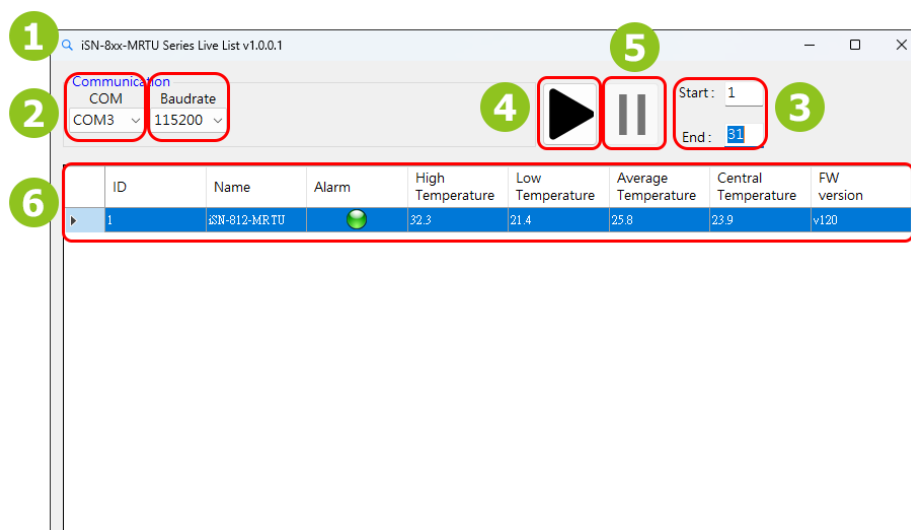 1
iSN-8xx-MRTU Series Live List v1.0.0.1
5
Communication
COM Baudrate
2
COM3 115200
4
Start : 1
3
End : 31
6
ID Name Alarm High Temperature Low Temperature Average Temperature Central Temperature FW version
1 iSN-812-MRTU 32.3 21.4 25.8 23.9 v120